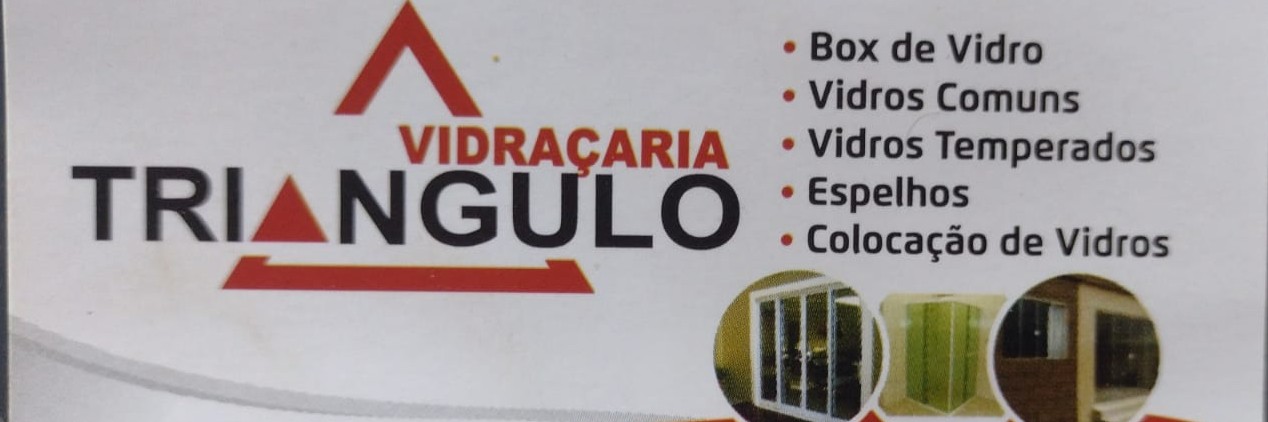 VIDRAÇARIA
TRIANGULO
• Box de Vidro
• Vidros Comuns
• Vidros Temperados
• Espelhos
• Colocação de Vidros